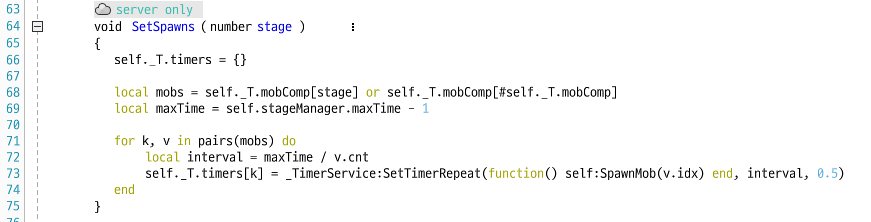 63 server only
64 void SetSpawns (number stage )
65 {
66 self._T.timers = {}
67
68 local mobs = self._T.mobComp[stage] or self._T.mobComp[#self._T.mobComp]
69 local maxTime = self.stageManager.maxTime - 1
70
71 for k, v in pairs(mobs) do
72 local interval = maxTime / v.cnt
73 self._T.timers[k] = _TimerService:SetTimerRepeat(function() self:SpawnMob(v.idx) end, interval, 0.5)
74 end
75 }